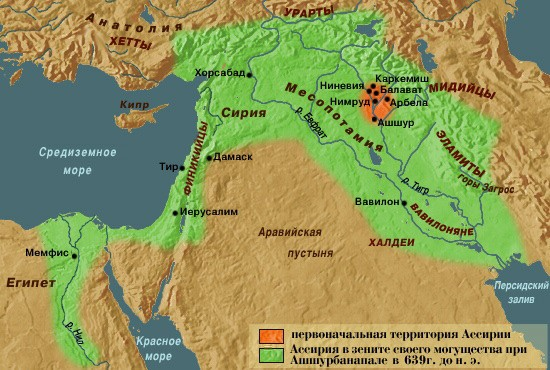 Анатолия
ХЕТТЫ
УРАРТЫ
Хорсабад
Каркемиш
Ниневия
Балават
МИДИЙЦЫ
Нимруд
Арбела
Месопотамия
Кипр
Сирия
р. Евфрат
Ашшур
ЭЛАМИТЫ
Средиземное
море
ФИНИКИЙЦЫ
Тир
Дамаск
горы Загрос
р. Тигр
Иерусалим
Вавилон
ВАВИЛОНЯНЕ
Аравийская
пустыня
ХАЛДЕИ
Мемфис
Египет
Персидский
залив
р. Нил
Красное
море
первоначальная территория Ассирии
Ассирия в зените своего могущества при
Ашшурбанапале в 639г. до н. э.